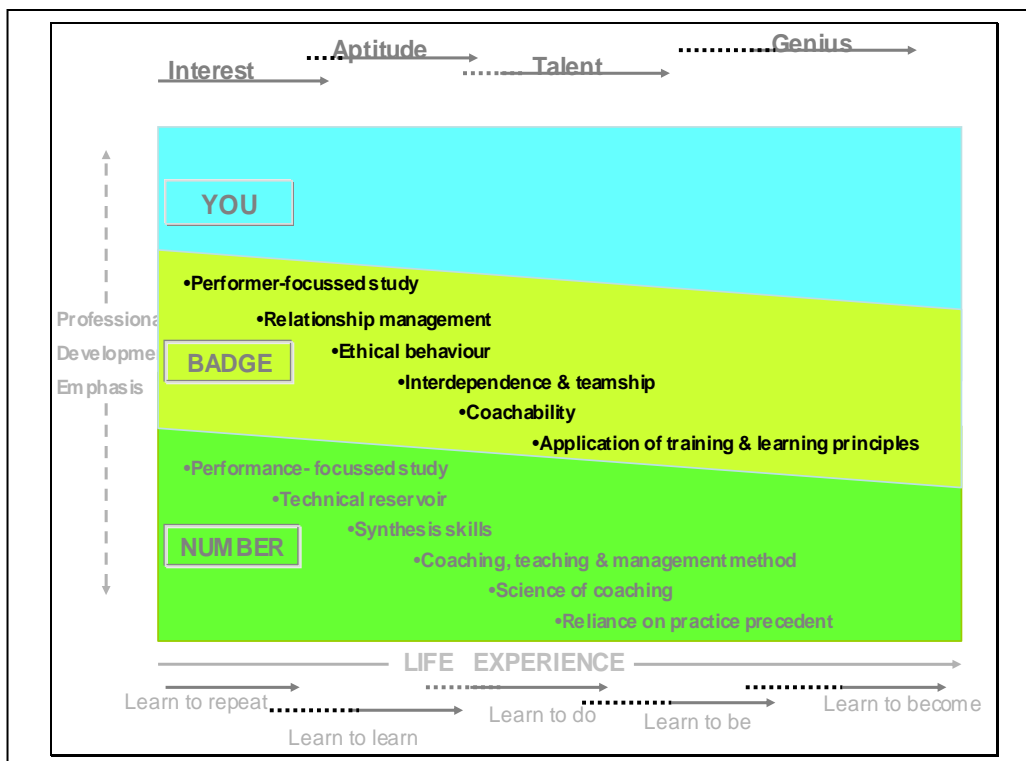 Aptitude
Genius
Interest
Talent
YOU
•Performer-focussed study
•Relationship management
•Ethical behaviour
BADGE
•Interdependence & teamship
•Coachability
•Application of training & learning principles
Professiona
Developme
Emphasis
•Performance- focussed study
•Technical reservoir
•Synthesis skills
NUMBER
•Coaching, teaching & management method
•Science of coaching
•Reliance on practice precedent
LIFE EXPERIENCE
Learn to repeat
Learn to learn
Learn to do
Learn to be
Learn to become